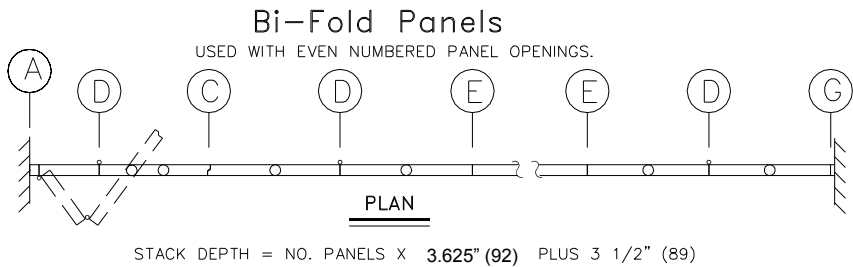 Bi-Fold Panels
USED WITH EVEN NUMBERED PANEL OPENINGS.
A D C D E E D G
PLAN
STACK DEPTH = NO. PANELS X 3.625" (92) PLUS 3 1/2" (89)